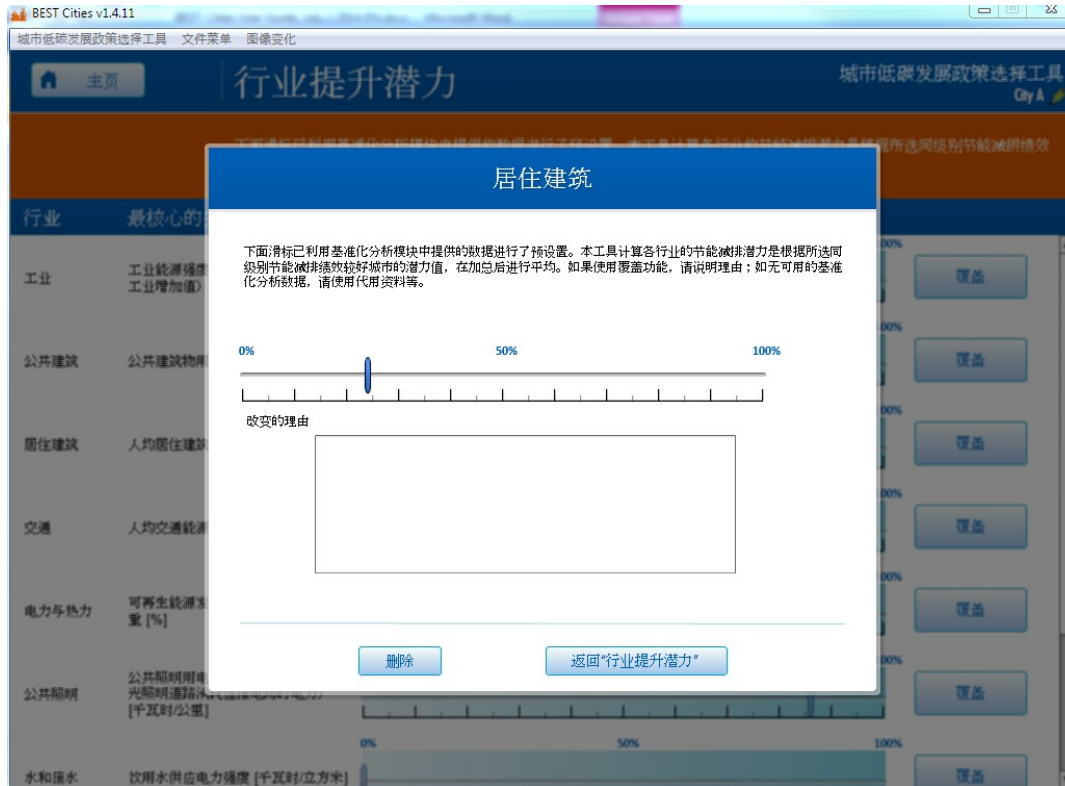 BEST Cities v1.4.11
城市低碳发展政策选择工具 文件菜单 图像变化
主页
行业提升潜力
城市低碳发展政策选择工具
City A
行业
最核心的
居住建筑
下面滑标已利用基准化分析模块中提供的数据进行了预设置。本工具计算各行业的节能减排潜力是根据所选同
级别节能减排绩效较好城市的潜力值，在加总后进行平均。如果使用覆盖功能，请说明理由；如无可用的基准
化分析数据，请使用代用资料等。
0% 50% 100%
改变的理由
删除
返回“行业提升潜力”
工业
工业能源强度
工业增加值）
覆盖
公共建筑
公共建筑物用
覆盖
居住建筑
人均居住建筑
覆盖
交通
人均交通能源
覆盖
电力与热力
可再生能源发
重 [%]
覆盖
公共照明
公共照明用电
[千瓦时/公里]
覆盖
0% 50% 100%
水和废水
饮用水供应电力强度 [千瓦时/立方米]
覆盖